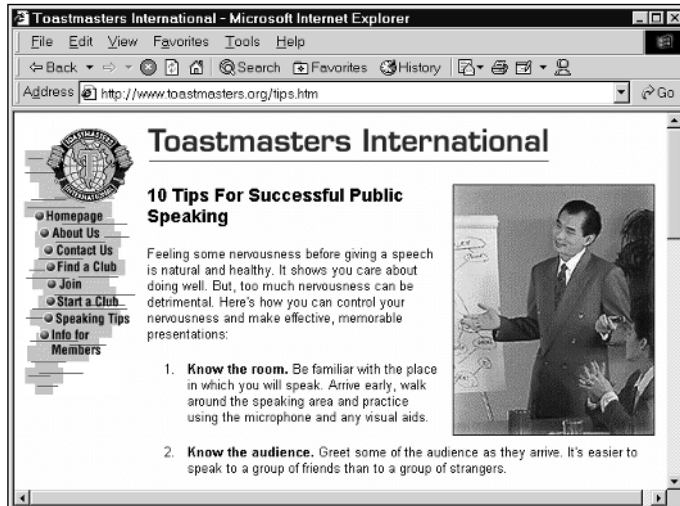 Toastmasters International - Microsoft Internet Explorer
File Edit View Favorites Tools Help
Back Search Favorites History
Address http://www.toastmasters.org/tips.htm Go
TOASTMASTERS
INTERNATIONAL
Toastmasters International
Homepage
About Us
Contact Us
Find a Club
Join
Start a Club
Speaking Tips
Info for
Members
10 Tips For Successful Public
Speaking
Feeling some nervousness before giving a speech
is natural and healthy. It shows you care about
doing well. But, too much nervousness can be
detrimental. Here's how you can control your
nervousness and make effective, memorable
presentations:
1. Know the room. Be familiar with the place
in which you will speak. Arrive early, walk
around the speaking area and practice
using the microphone and any visual aids.
2. Know the audience. Greet some of the audience as they arrive. It's easier to
speak to a group of friends than to a group of strangers.